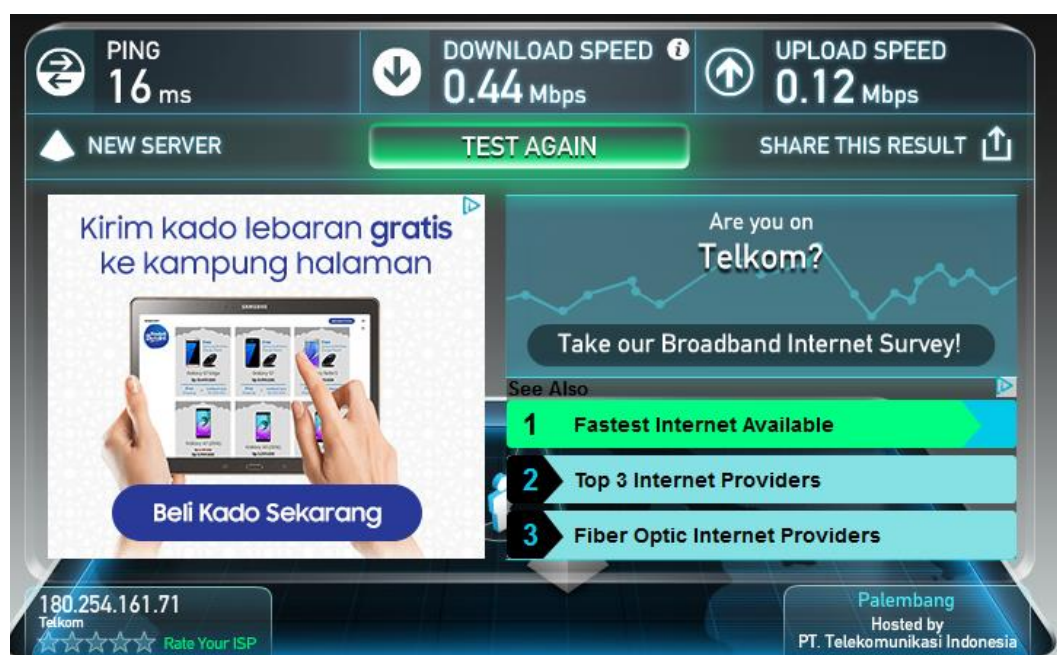 PING
16 ms
DOWNLOAD SPEED
0.44 Mbps
UPLOAD SPEED
0.12 Mbps
NEW SERVER
TEST AGAIN
SHARE THIS RESULT
Kirim kado lebaran gratis
ke kampung halaman
SAMSUNG
Beli Kado Sekarang
Are you on
Telkom?
Take our Broadband Internet Survey!
See Also
1 Fastest Internet Available
2 Top 3 Internet Providers
3 Fiber Optic Internet Providers
180.254.161.71
Telkom
Rate Your ISP
Palembang
Hosted by
PT. Telekomunikasi Indonesia